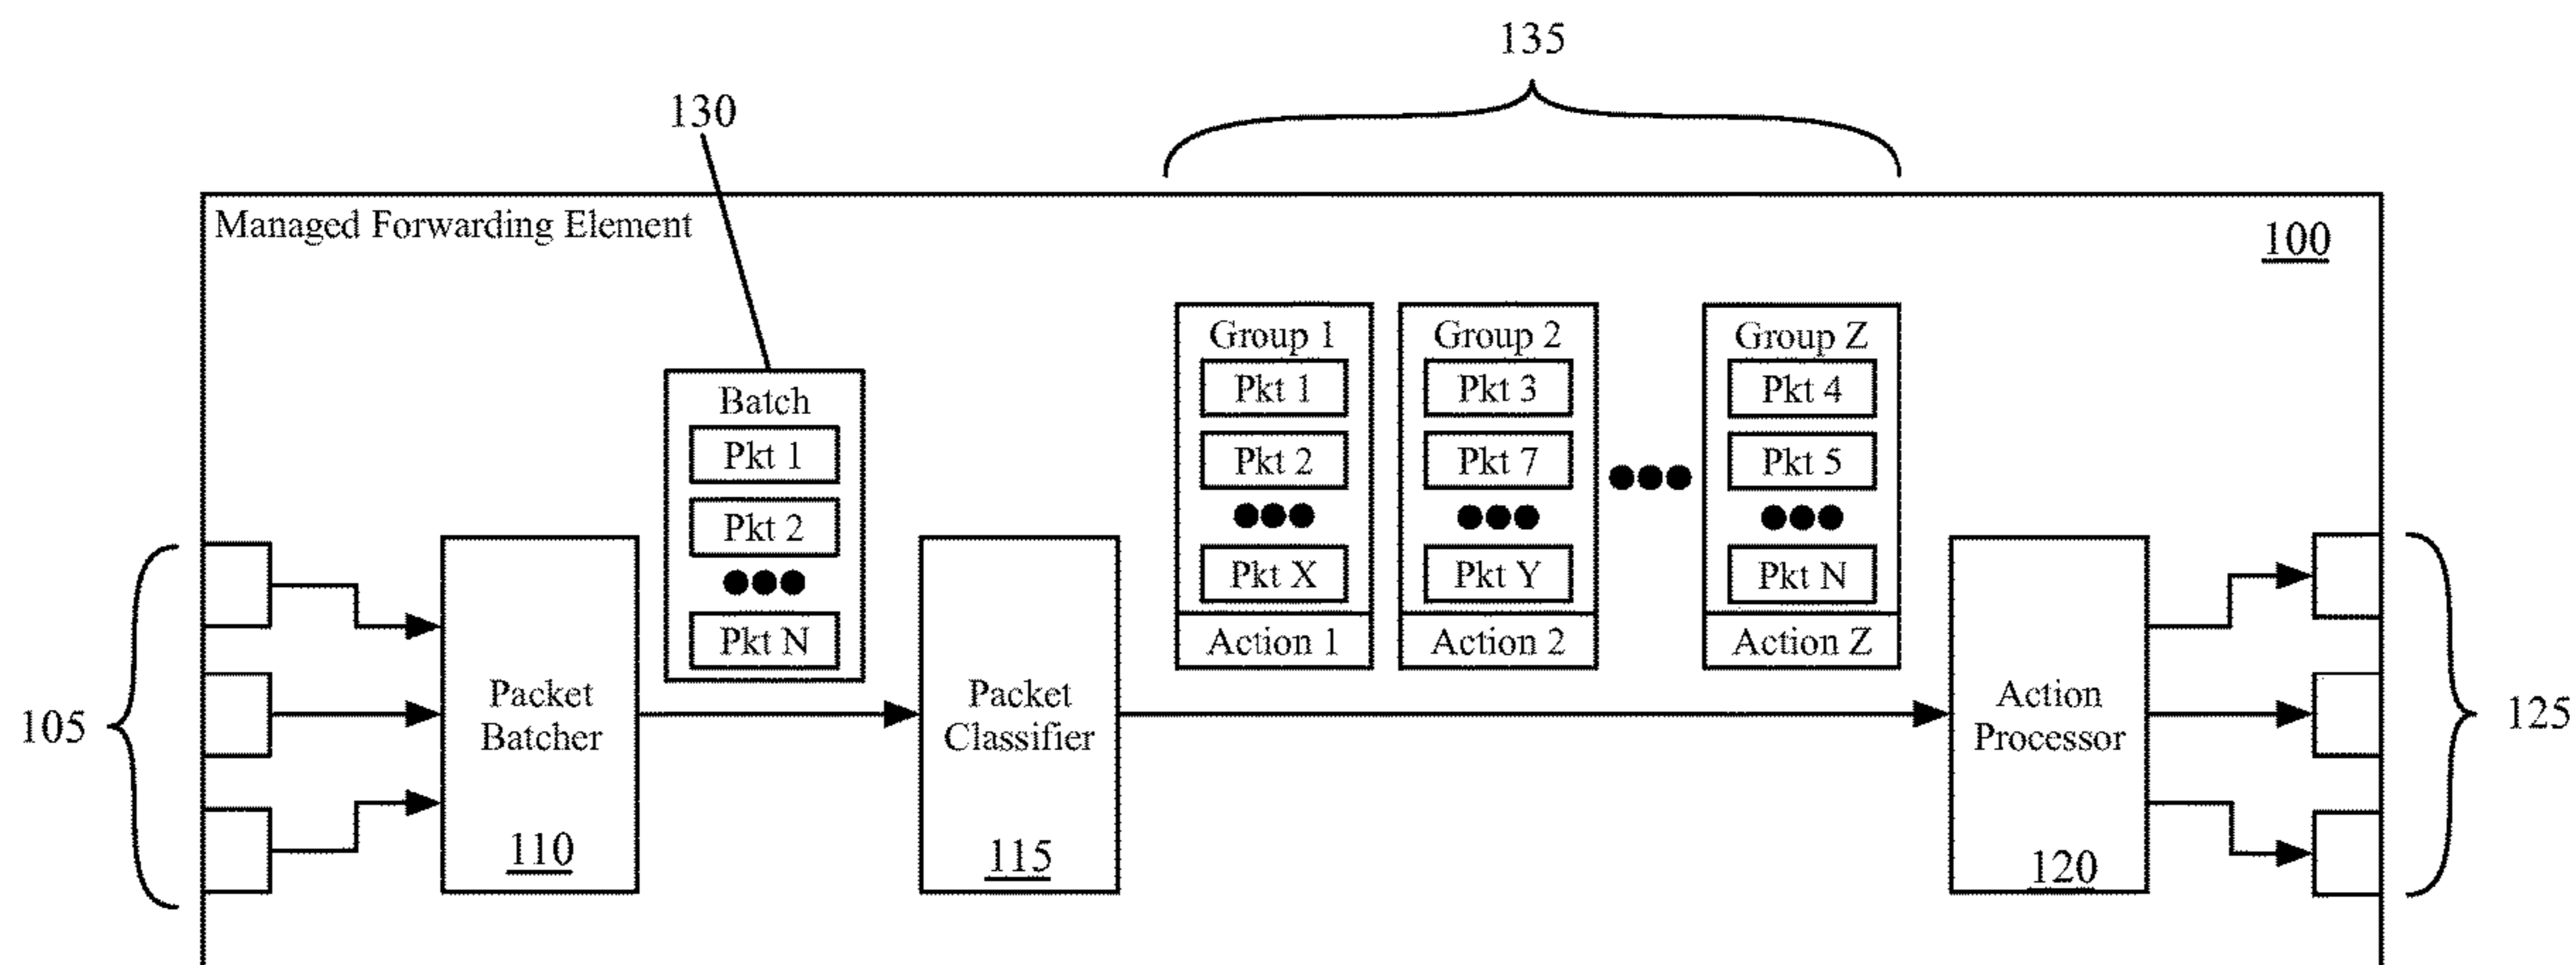 135
130
Managed Forwarding Element
100
Batch
Pkt 1
Pkt 2
Pkt N
Group 1
Pkt 1
Pkt 2
Pkt X
Action 1
Group 2
Pkt 3
Pkt 7
Pkt Y
Action 2
Group Z
Pkt 4
Pkt 5
Pkt N
Action Z
105
Packet
Batcher
110
Packet
Classifier
115
Action
Processor
120
125